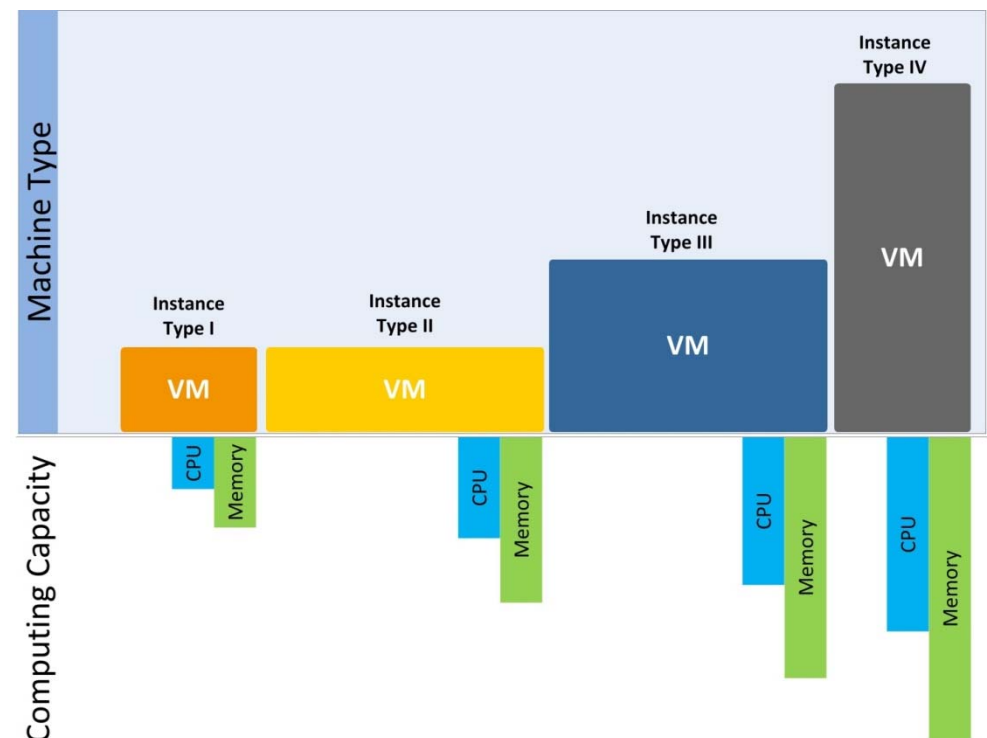 Machine Type
Instance
Type I
VM
Instance
Type II
VM
Instance
Type III
VM
Instance
Type IV
VM
Computing Capacity
CPU
Memory
CPU
Memory
CPU
Memory
CPU
Memory